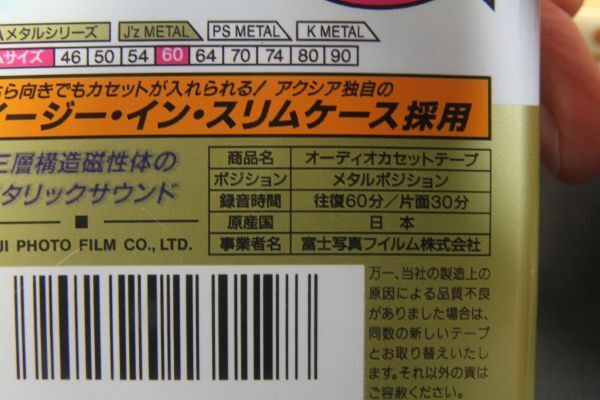 Aメタルシリーズ J'z METAL PS METAL K METAL
ムサイズ 46 50 54 60 64 70 74 80 90
ちら向きでもカセットが入れられる! アクシア独自の
イージー・イン・スリムケース採用
三層構造磁性体の
メタリックサウンド
JI PHOTO FILM CO., LTD.
商品名 オーディオカセットテープ
ポジション メタルポジション
録音時間 往復60分/片面30分
原産国 日本
事業者名 富士写真フイルム株式会社
万一、当社の製造上の
原因による品質不良
がありました場合は、
同数の新しいテープ
とお取り替えいたし
ます。それ以外の責は
ご容赦ください。